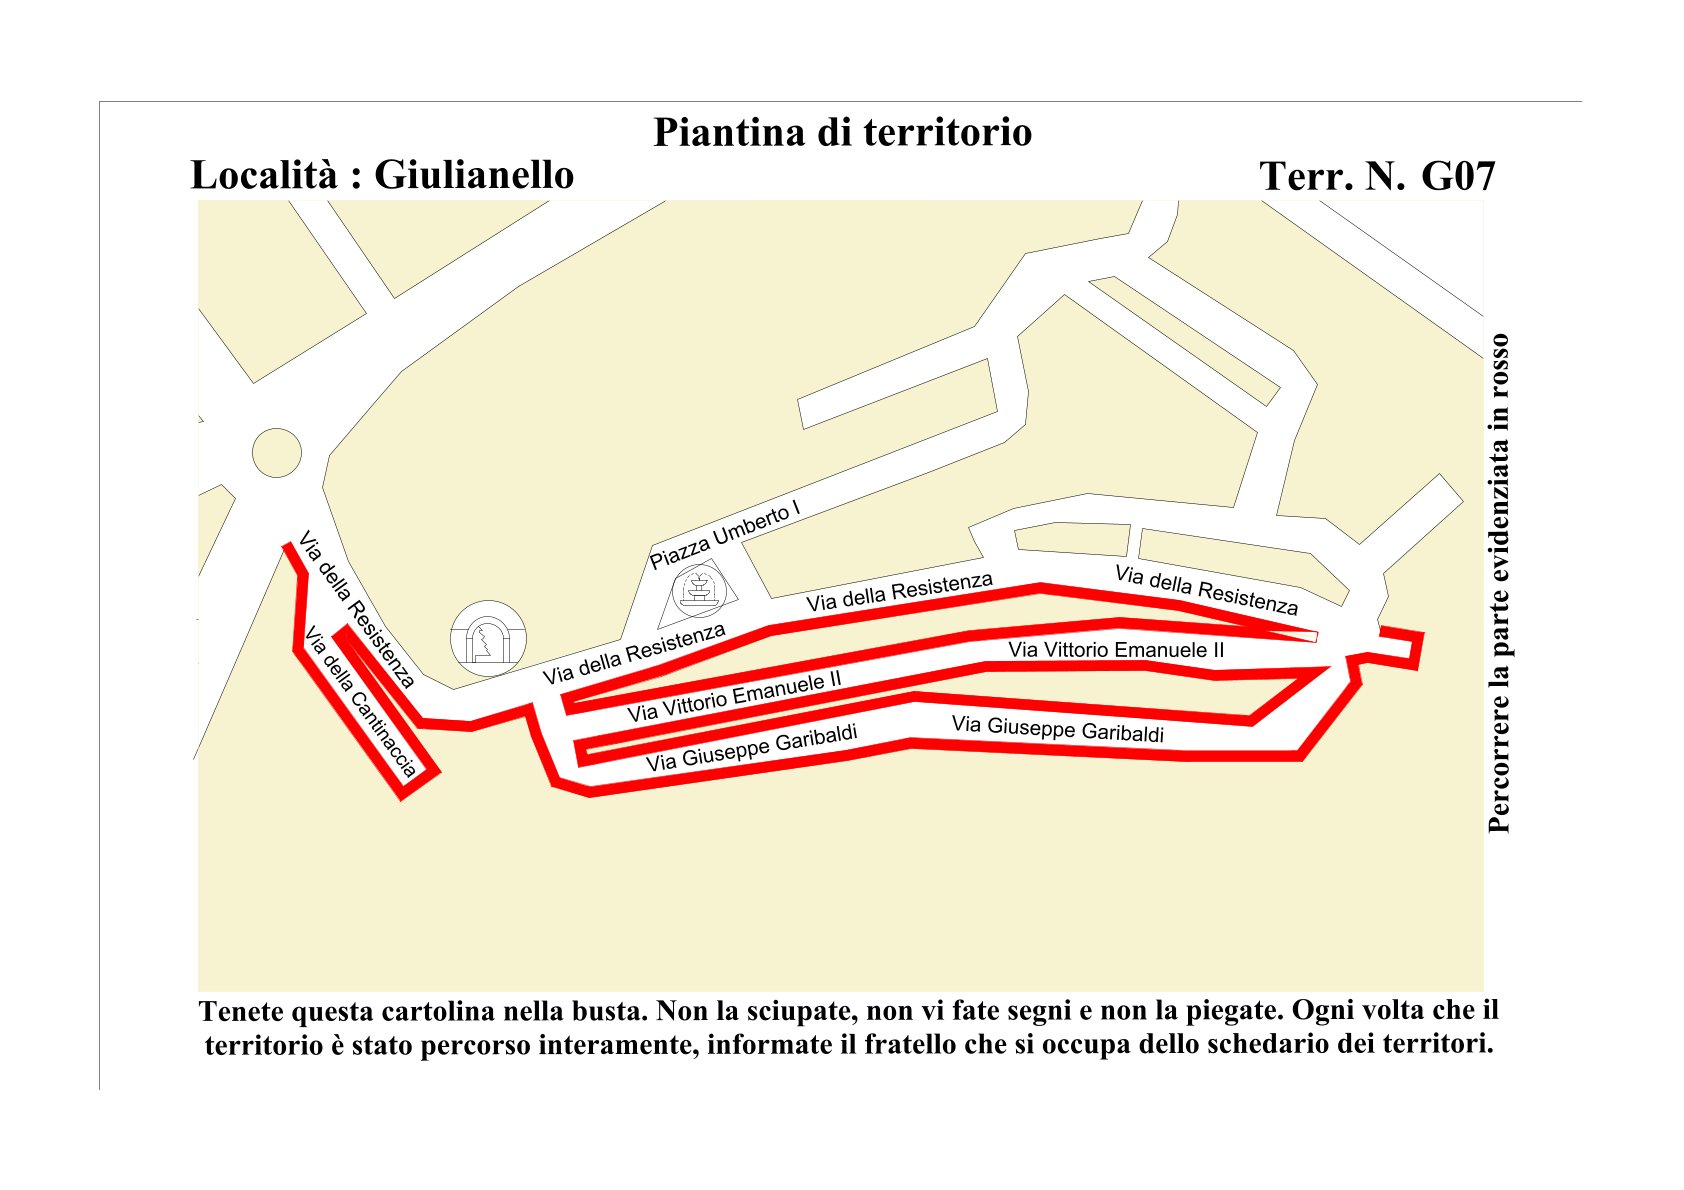 Piantina di territorio
Località : Giulianello
Terr. N. G07
Percorrere la parte evidenziata in rosso
Piazza Umberto I
Via della Resistenza
Via della Resistenza
Via della Resistenza
Via della Resistenza
Via della Cantinaccia
Via Vittorio Emanuele II
Via Vittorio Emanuele II
Via Giuseppe Garibaldi
Via Giuseppe Garibaldi
Tenete questa cartolina nella busta. Non la sciupate, non vi fate segni e non la piegate. Ogni volta che il
territorio è stato percorso interamente, informate il fratello che si occupa dello schedario dei territori.